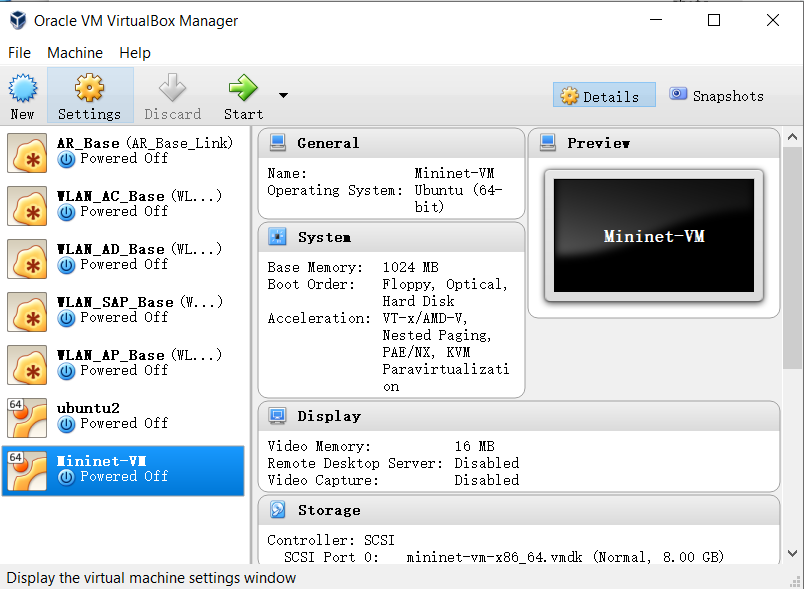 Oracle VM VirtualBox Manager
File Machine Help
New Settings Discard Start Details Snapshots
AR_Base (AR_Base_Link)
Powered Off
WLAN_AC_Base (WL...)
Powered Off
WLAN_AD_Base (WL...)
Powered Off
WLAN_SAP_Base (W...)
Powered Off
WLAN_AP_Base (WL...)
Powered Off
64
ubuntu2
Powered Off
64
Mininet-VM
Powered Off
General
Name: Mininet-VM
Operating System: Ubuntu (64-
bit)
System
Base Memory: 1024 MB
Boot Order: Floppy, Optical,
Hard Disk
Acceleration: VT-x/AMD-V,
Nested Paging,
PAE/NX, KVM
Paravirtualizati
on
Preview
Mininet-VM
Display
Video Memory: 16 MB
Remote Desktop Server: Disabled
Video Capture: Disabled
Storage
Controller: SCSI
SCSI Port 0: mininet-vm-x86_64.vmdk (Normal, 8.00 GB)
Display the virtual machine settings window